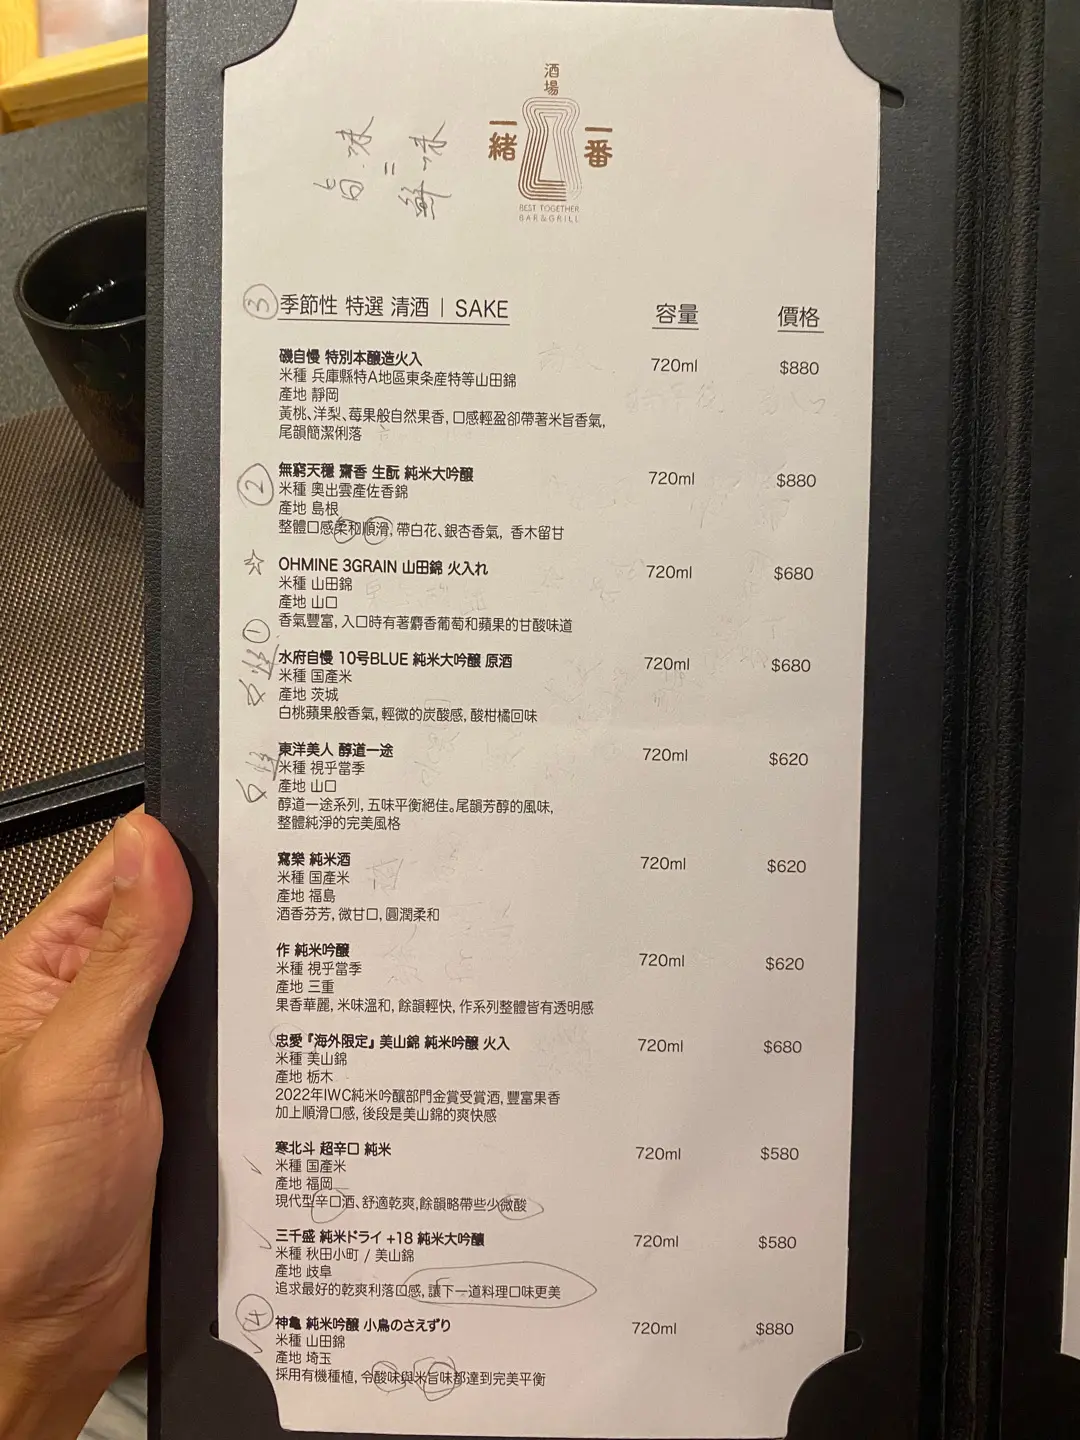 酒場
一緒
一番
BEST TOGETHER
BAR&GRILL
旨味
=
鮮味
③ 季節性 特選 清酒 | SAKE 容量 價格
磯自慢 特別本釀造火入 720ml $880
米種 兵庫縣特A地區東条産特等山田錦
產地 靜岡
黃桃、洋梨、莓果般自然果香, 口感輕盈卻帶著米旨香氣,
尾韻簡潔俐落
② 無窮天穩 齋香 生酛 純米大吟釀 720ml $880
米種 奧出雲產佐香錦
產地 島根
整體口感柔和順滑, 帶白花、銀杏香氣, 香木留甘
☆ OHMINE 3GRAIN 山田錦 火入れ 720ml $680
米種 山田錦
產地 山口
香氣豐富, 入口時有著麝香葡萄和蘋果的甘酸味道
① 水府自慢 10号BLUE 純米大吟釀 原酒 720ml $680
米種 国產米
產地 茨城
白桃蘋果般香氣, 輕微的炭酸感, 酸柑橘回味
東洋美人 醇道一途 720ml $620
米種 視乎當季
產地 山口
醇道一途系列, 五味平衡絕佳。尾韻芳醇的風味,
整體純淨的完美風格
寫樂 純米酒 720ml $620
米種 国產米
產地 福島
酒香芬芳, 微甘口, 圓潤柔和
作 純米吟釀 720ml $620
米種 視乎當季
產地 三重
果香華麗, 米味溫和, 餘韻輕快, 作系列整體皆有透明感
忠愛『海外限定』美山錦 純米吟釀 火入 720ml $680
米種 美山錦
產地 栃木
2022年IWC純米吟釀部門金賞受賞酒, 豐富果香
加上順滑口感, 後段是美山錦的爽快感
寒北斗 超辛口 純米 720ml $580
米種 国產米
產地 福岡
現代型辛口酒、舒適乾爽,餘韻略帶些少微酸
三千盛 純米ドライ +18 純米大吟釀 720ml $580
米種 秋田小町 / 美山錦
產地 歧阜
追求最好的乾爽利落口感, 讓下一道料理口味更美
④ 神亀 純米吟釀 小鳥のさえずり 720ml $880
米種 山田錦
產地 埼玉
採用有機種植, 令酸味與米旨味都達到完美平衡